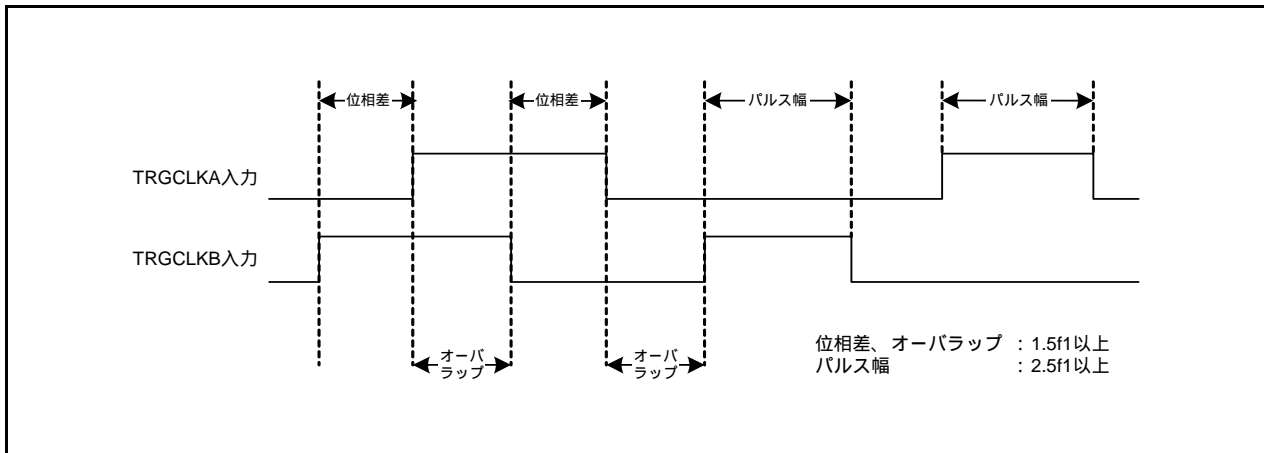 位相差
位相差
パルス幅
パルス幅
TRGCLKA入力
TRGCLKB入力
オーバ
ラップ
オーバ
ラップ
位相差、オーバラップ : 1.5f1以上
パルス幅 : 2.5f1以上